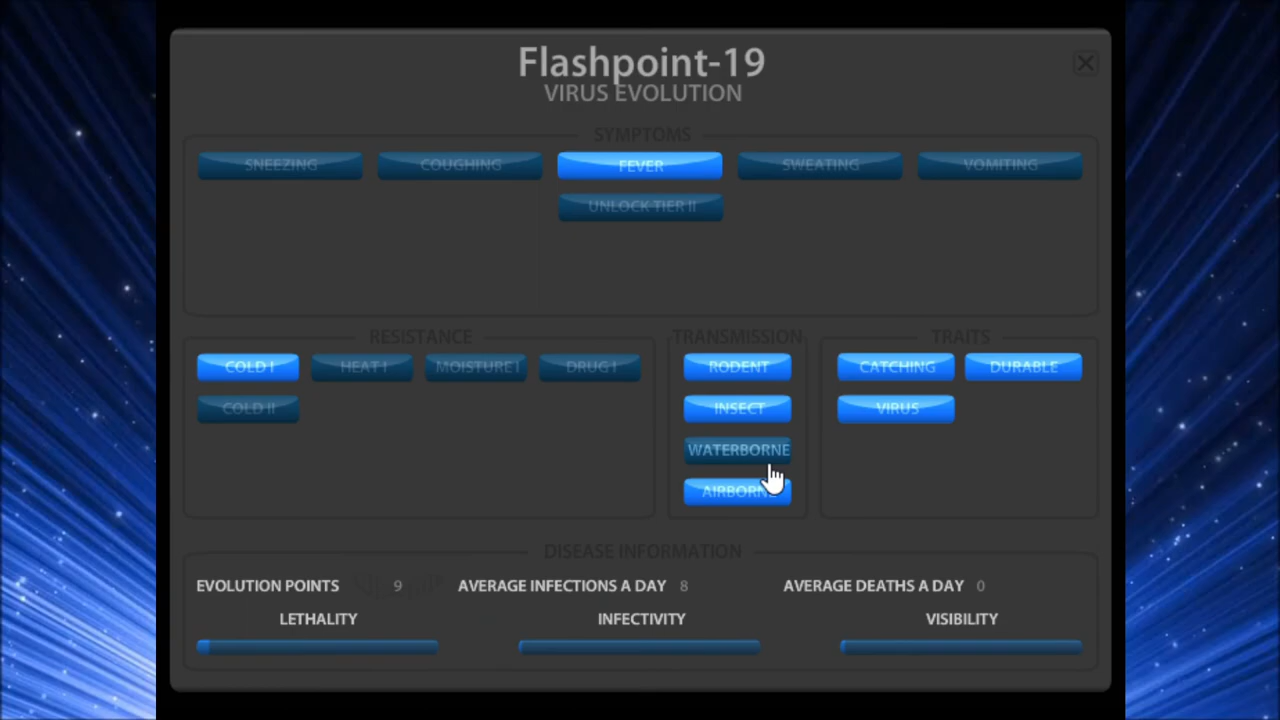 Flashpoint-19
VIRUS EVOLUTION
SYMPTOMS
SNEEZING COUGHING FEVER SWEATING VOMITING
UNLOCK TIER II
RESISTANCE TRANSMISSION TRAITS
COLD I HEAT I MOISTURE I DRUG I RODENT CATCHING DURABLE
COLD II INSECT VIRUS
WATERBORNE
AIRBORNE
DISEASE INFORMATION
EVOLUTION POINTS 9 AVERAGE INFECTIONS A DAY 8 AVERAGE DEATHS A DAY 0
LETHALITY INFECTIVITY VISIBILITY